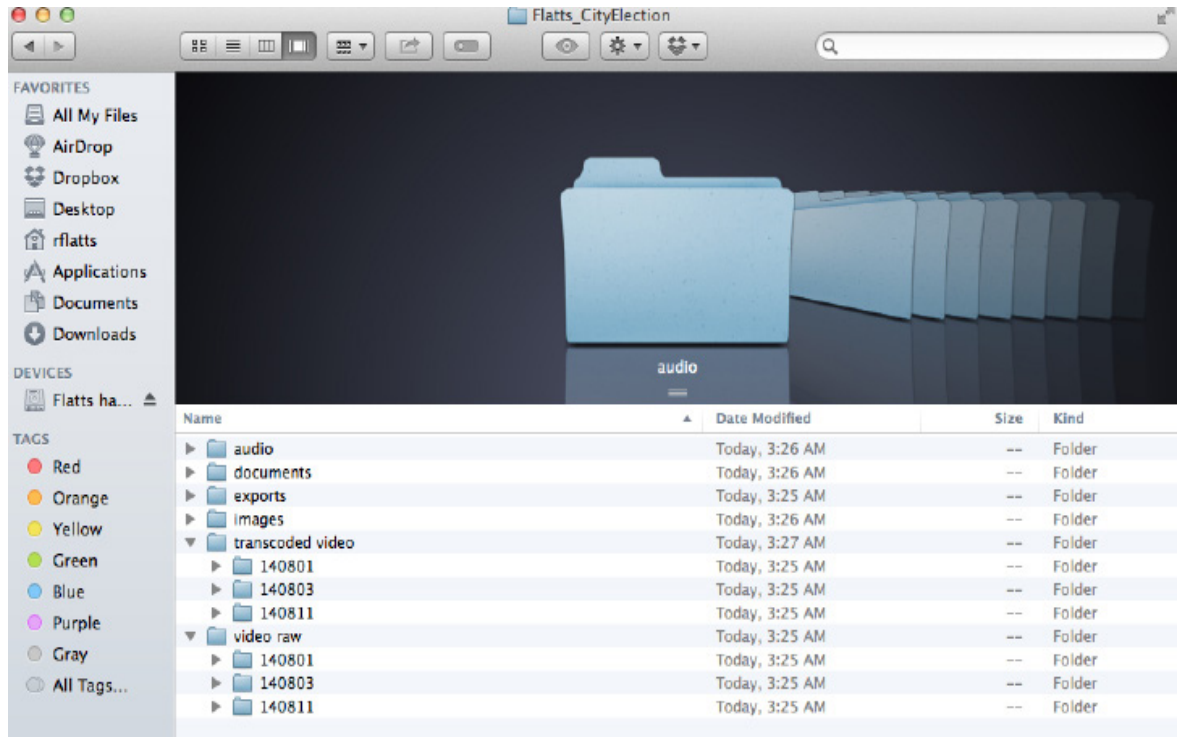 Flatts_CityElection
FAVORITES
All My Files
AirDrop
Dropbox
Desktop
rflatts
Applications
Documents
Downloads
DEVICES
Flatts ha...
TAGS
Red
Orange
Yellow
Green
Blue
Purple
Gray
All Tags...
audio
Name Date Modified Size Kind
audio Today, 3:26 AM -- Folder
documents Today, 3:26 AM -- Folder
exports Today, 3:25 AM -- Folder
images Today, 3:26 AM -- Folder
transcoded video Today, 3:27 AM -- Folder
140801 Today, 3:25 AM -- Folder
140803 Today, 3:25 AM -- Folder
140811 Today, 3:25 AM -- Folder
video raw Today, 3:25 AM -- Folder
140801 Today, 3:25 AM -- Folder
140803 Today, 3:25 AM -- Folder
140811 Today, 3:25 AM -- Folder